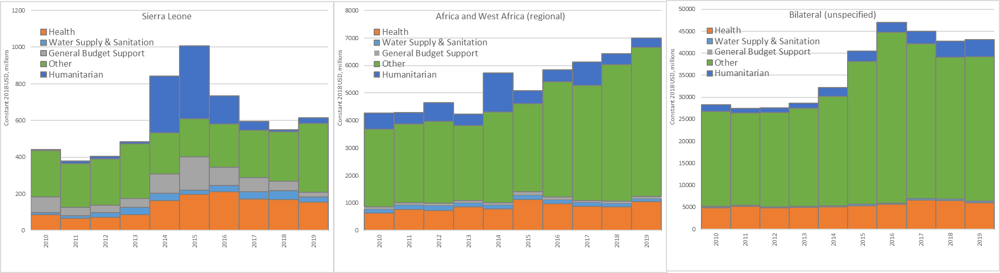 Sierra Leone
Health
Water Supply & Sanitation
General Budget Support
Other
Humanitarian
Constant 2018 USD, millions
1200
1000
800
600
400
200
0
2010
2011
2012
2013
2014
2015
2016
2017
2018
2019
Africa and West Africa (regional)
Health
Water Supply & Sanitation
General Budget Support
Other
Humanitarian
Constant 2018 USD, millions
8000
7000
6000
5000
4000
3000
2000
1000
0
2010
2011
2012
2013
2014
2015
2016
2017
2018
2019
Bilateral (unspecified)
Health
Water Supply & Sanitation
General Budget Support
Other
Humanitarian
Constant 2018 USD, millions
50000
45000
40000
35000
30000
25000
20000
15000
10000
5000
0
2010
2011
2012
2013
2014
2015
2016
2017
2018
2019